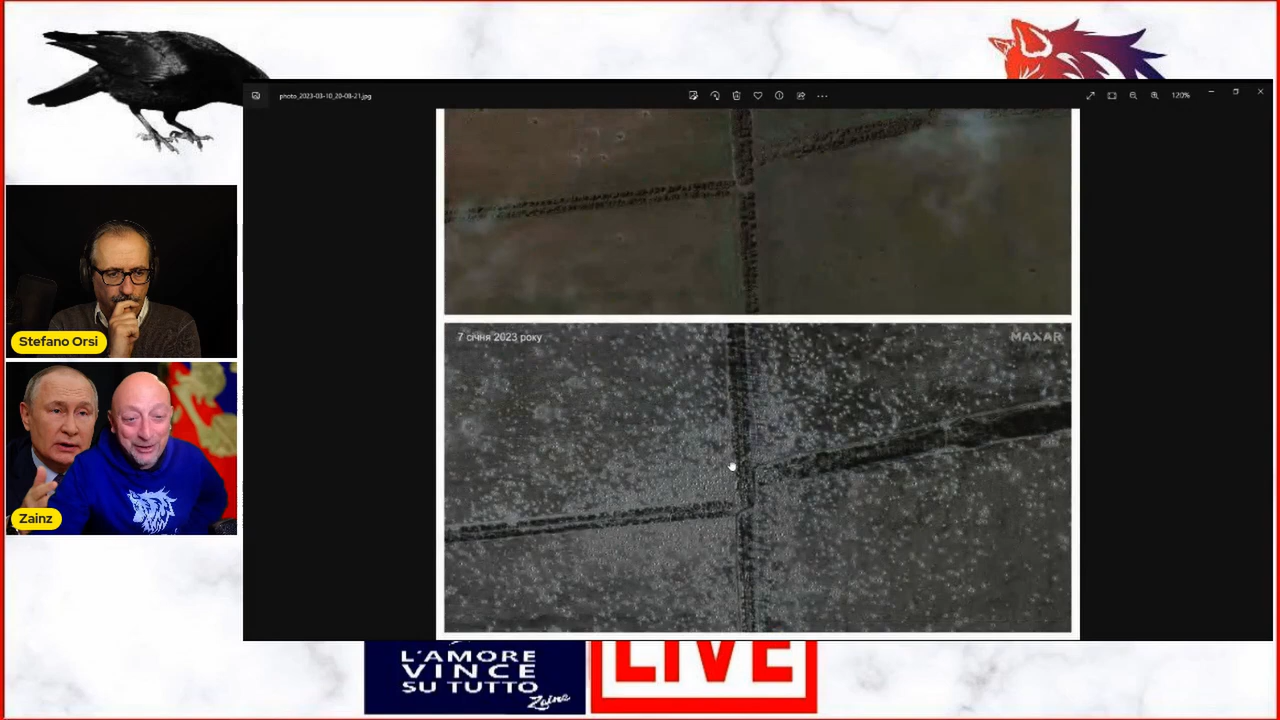 photo_2023-03-10_20-08-21.jpg
120%
7 січня 2023 року
MAXAR
Stefano Orsi
Zainz
L'AMORE
VINCE
SU TUTTO
Zainz
LIVE